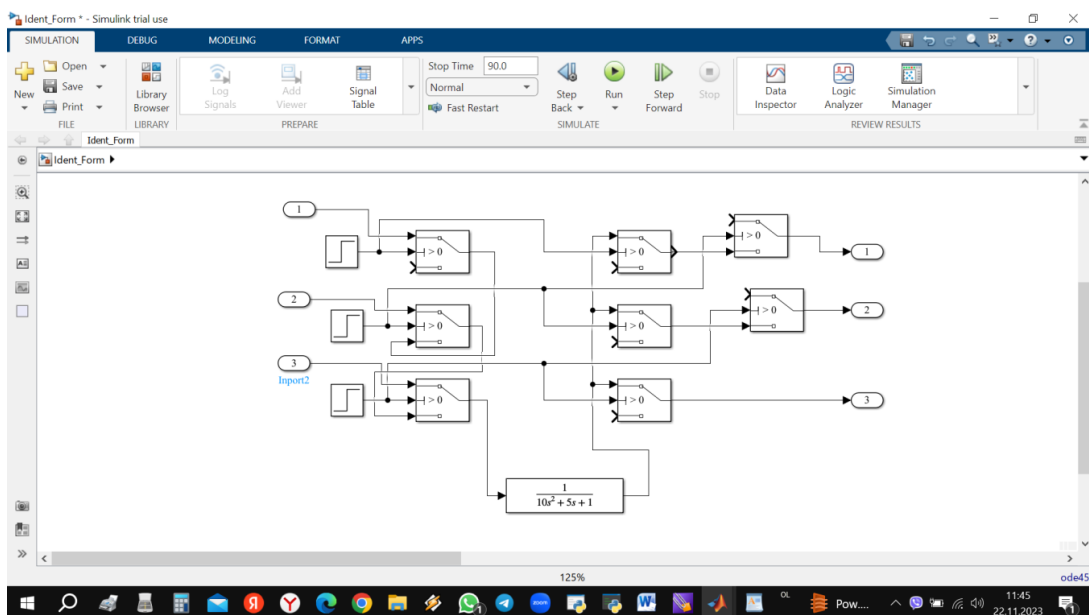 Ident_Form * - Simulink trial use
SIMULATION DEBUG MODELING FORMAT APPS
New
Open
Save
Print
FILE
Library Browser
LIBRARY
Log Signals
Add Viewer
Signal Table
PREPARE
Stop Time 90.0
Normal
Fast Restart
Step Back
Run
Step Forward
Stop
SIMULATE
Data Inspector
Logic Analyzer
Simulation Manager
REVIEW RESULTS
Ident_Form
Ident_Form
1
> 0
> 0
> 0
1
2
> 0
> 0
> 0
2
3
Inport2
> 0
> 0
3
1
10s² + 5s + 1
125%
ode45
OL
Pow....
11:45
22.11.2023